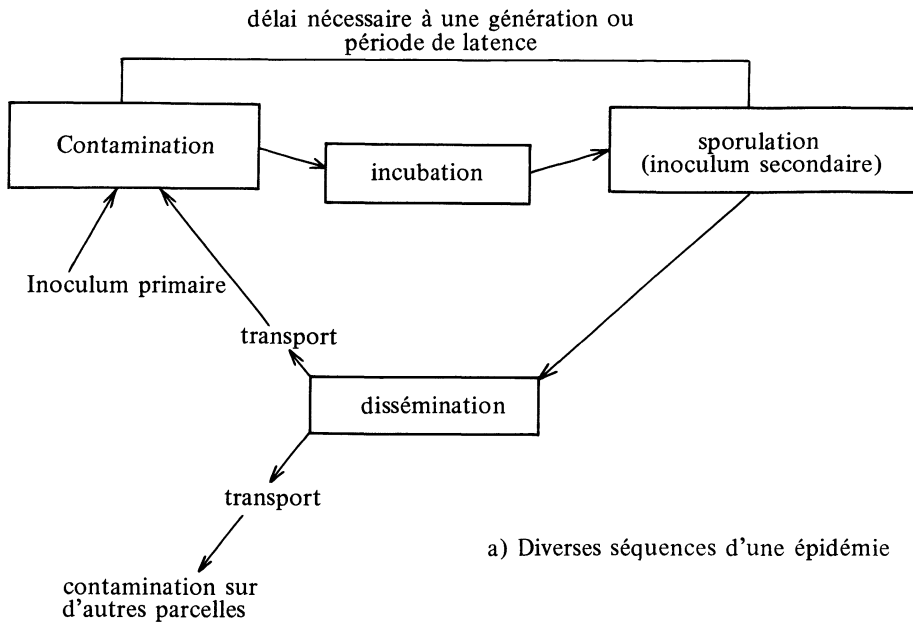 délai nécessaire à une génération ou
période de latence
Contamination
incubation
sporulation
(inoculum secondaire)
Inoculum primaire
transport
dissémination
transport
a) Diverses séquences d'une épidémie
contamination sur
d'autres parcelles